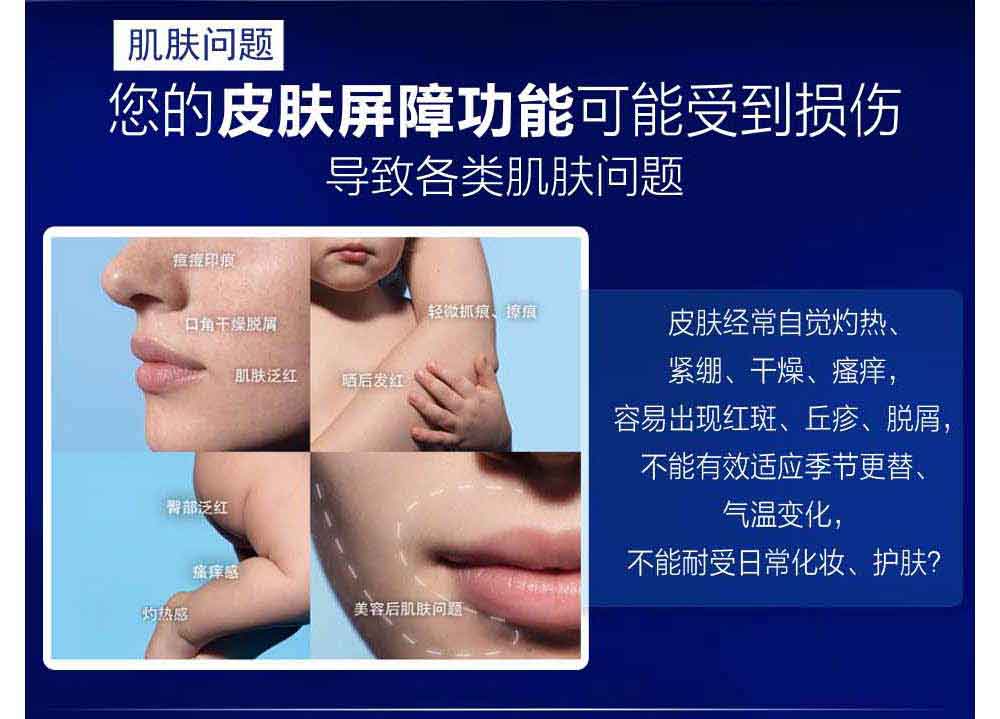 肌肤问题
您的皮肤屏障功能可能受到损伤
导致各类肌肤问题
痘痘印痕
口角干燥脱屑
肌肤泛红
轻微抓痕、擦痕
晒后发红
臀部泛红
瘙痒感
灼热感
美容后肌肤问题
皮肤经常自觉灼热、
紧绷、干燥、瘙痒，
容易出现红斑、丘疹、脱屑，
不能有效适应季节更替、
气温变化，
不能耐受日常化妆、护肤?